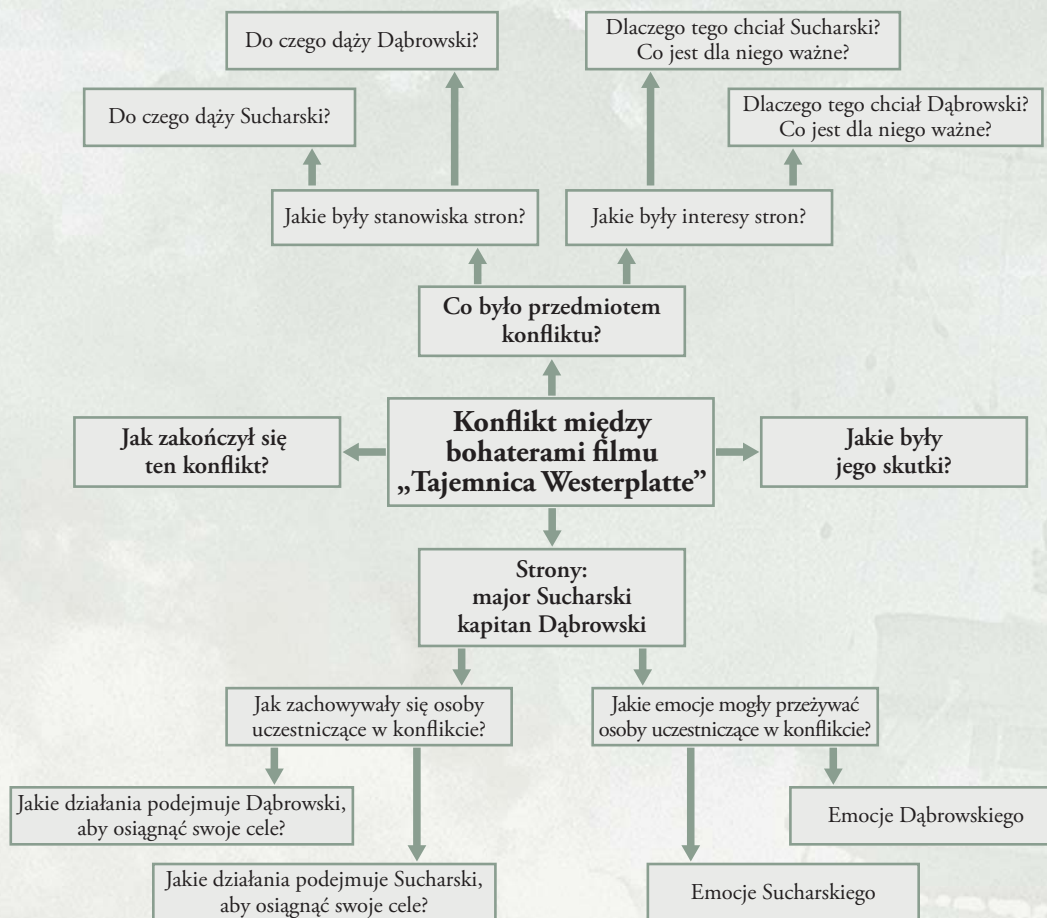 Do czego dąży Dąbrowski?
Dlaczego tego chciał Sucharski?
Co jest dla niego ważne?
Do czego dąży Sucharski?
Dlaczego tego chciał Dąbrowski?
Co jest dla niego ważne?
Jakie były stanowiska stron?
Jakie były interesy stron?
Co było przedmiotem
konfliktu?
Jak zakończył się
ten konflikt?
Konflikt między
bohaterami filmu
„Tajemnica Westerplatte”
Jakie były
jego skutki?
Strony:
major Sucharski
kapitan Dąbrowski
Jak zachowywały się osoby
uczestniczące w konflikcie?
Jakie emocje mogły przeżywać
osoby uczestniczące w konflikcie?
Jakie działania podejmuje Dąbrowski,
aby osiągnąć swoje cele?
Emocje Dąbrowskiego
Jakie działania podejmuje Sucharski,
aby osiągnąć swoje cele?
Emocje Sucharskiego